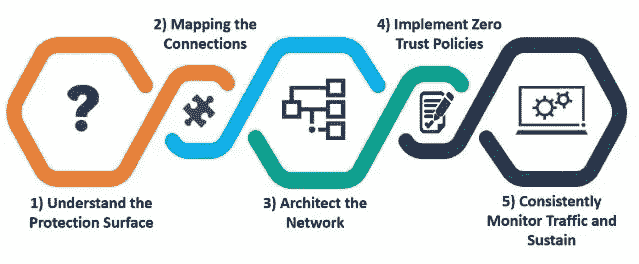 1) Understand the
Protection Surface
2) Mapping the
Connections
3) Architect the
Network
4) Implement Zero
Trust Policies
5) Consistently
Monitor Traffic and
Sustain
?